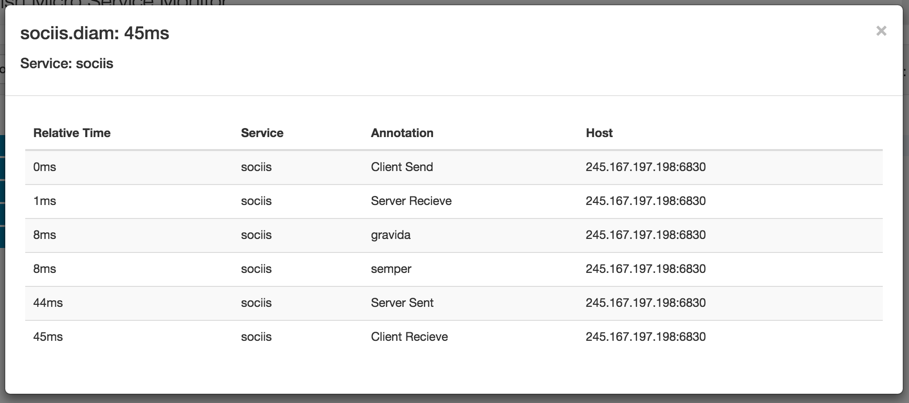 Micro Service Monitor
sociis.diam: 45ms ×
Service: sociis
Relative Time Service Annotation Host
0ms sociis Client Send 245.167.197.198:6830
1ms sociis Server Recieve 245.167.197.198:6830
8ms sociis gravida 245.167.197.198:6830
8ms sociis semper 245.167.197.198:6830
44ms sociis Server Sent 245.167.197.198:6830
45ms sociis Client Recieve 245.167.197.198:6830